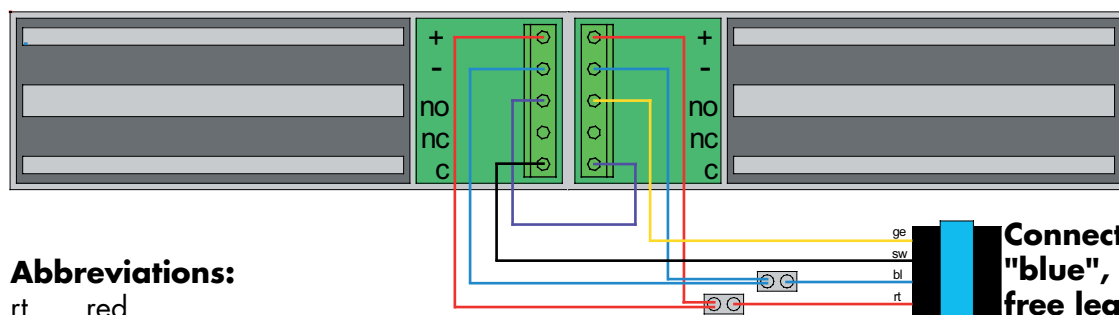 +
-
no
nc
c
+
-
no
nc
c
ge
sw
bl
rt
Connect
"blue",
free lea
Abbreviations:
rt red